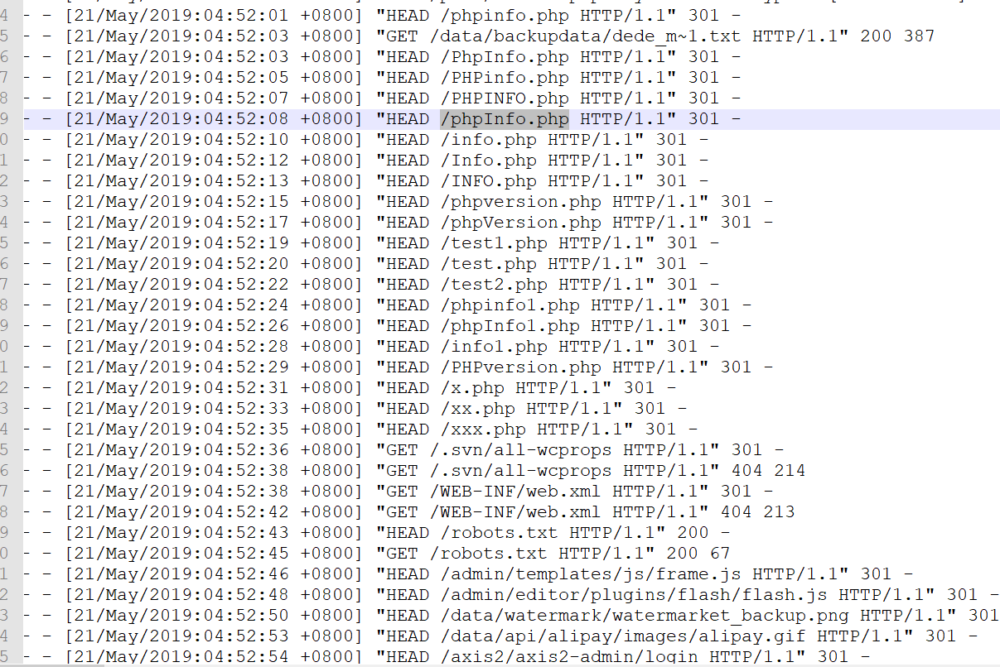 4 - - [21/May/2019:04:52:01 +0800] "HEAD /phpinfo.php HTTP/1.1" 301 -
5 - - [21/May/2019:04:52:03 +0800] "GET /data/backupdata/dede_m~1.txt HTTP/1.1" 200 387
6 - - [21/May/2019:04:52:03 +0800] "HEAD /PhpInfo.php HTTP/1.1" 301 -
7 - - [21/May/2019:04:52:05 +0800] "HEAD /PHPinfo.php HTTP/1.1" 301 -
8 - - [21/May/2019:04:52:07 +0800] "HEAD /PHPINFO.php HTTP/1.1" 301 -
9 - - [21/May/2019:04:52:08 +0800] "HEAD /phpInfo.php HTTP/1.1" 301 -
0 - - [21/May/2019:04:52:10 +0800] "HEAD /info.php HTTP/1.1" 301 -
1 - - [21/May/2019:04:52:12 +0800] "HEAD /Info.php HTTP/1.1" 301 -
2 - - [21/May/2019:04:52:13 +0800] "HEAD /INFO.php HTTP/1.1" 301 -
3 - - [21/May/2019:04:52:15 +0800] "HEAD /phpversion.php HTTP/1.1" 301 -
4 - - [21/May/2019:04:52:17 +0800] "HEAD /phpVersion.php HTTP/1.1" 301 -
5 - - [21/May/2019:04:52:19 +0800] "HEAD /test1.php HTTP/1.1" 301 -
6 - - [21/May/2019:04:52:20 +0800] "HEAD /test.php HTTP/1.1" 301 -
7 - - [21/May/2019:04:52:22 +0800] "HEAD /test2.php HTTP/1.1" 301 -
8 - - [21/May/2019:04:52:24 +0800] "HEAD /phpinfo1.php HTTP/1.1" 301 -
9 - - [21/May/2019:04:52:26 +0800] "HEAD /phpInfo1.php HTTP/1.1" 301 -
0 - - [21/May/2019:04:52:28 +0800] "HEAD /info1.php HTTP/1.1" 301 -
1 - - [21/May/2019:04:52:29 +0800] "HEAD /PHPversion.php HTTP/1.1" 301 -
2 - - [21/May/2019:04:52:31 +0800] "HEAD /x.php HTTP/1.1" 301 -
3 - - [21/May/2019:04:52:33 +0800] "HEAD /xx.php HTTP/1.1" 301 -
4 - - [21/May/2019:04:52:35 +0800] "HEAD /xxx.php HTTP/1.1" 301 -
5 - - [21/May/2019:04:52:36 +0800] "GET /.svn/all-wcprops HTTP/1.1" 301 -
6 - - [21/May/2019:04:52:38 +0800] "GET /.svn/all-wcprops HTTP/1.1" 404 214
7 - - [21/May/2019:04:52:38 +0800] "GET /WEB-INF/web.xml HTTP/1.1" 301 -
8 - - [21/May/2019:04:52:42 +0800] "GET /WEB-INF/web.xml HTTP/1.1" 404 213
9 - - [21/May/2019:04:52:43 +0800] "HEAD /robots.txt HTTP/1.1" 200 -
0 - - [21/May/2019:04:52:45 +0800] "GET /robots.txt HTTP/1.1" 200 67
1 - - [21/May/2019:04:52:46 +0800] "HEAD /admin/templates/js/frame.js HTTP/1.1" 301 -
2 - - [21/May/2019:04:52:48 +0800] "HEAD /admin/editor/plugins/flash/flash.js HTTP/1.1" 301 -
3 - - [21/May/2019:04:52:50 +0800] "HEAD /data/watermark/watermarket_backup.png HTTP/1.1" 301
4 - - [21/May/2019:04:52:53 +0800] "HEAD /data/api/alipay/images/alipay.gif HTTP/1.1" 301 -
5 - - [21/May/2019:04:52:54 +0800] "HEAD /axis2/axis2-admin/login HTTP/1.1" 301 -